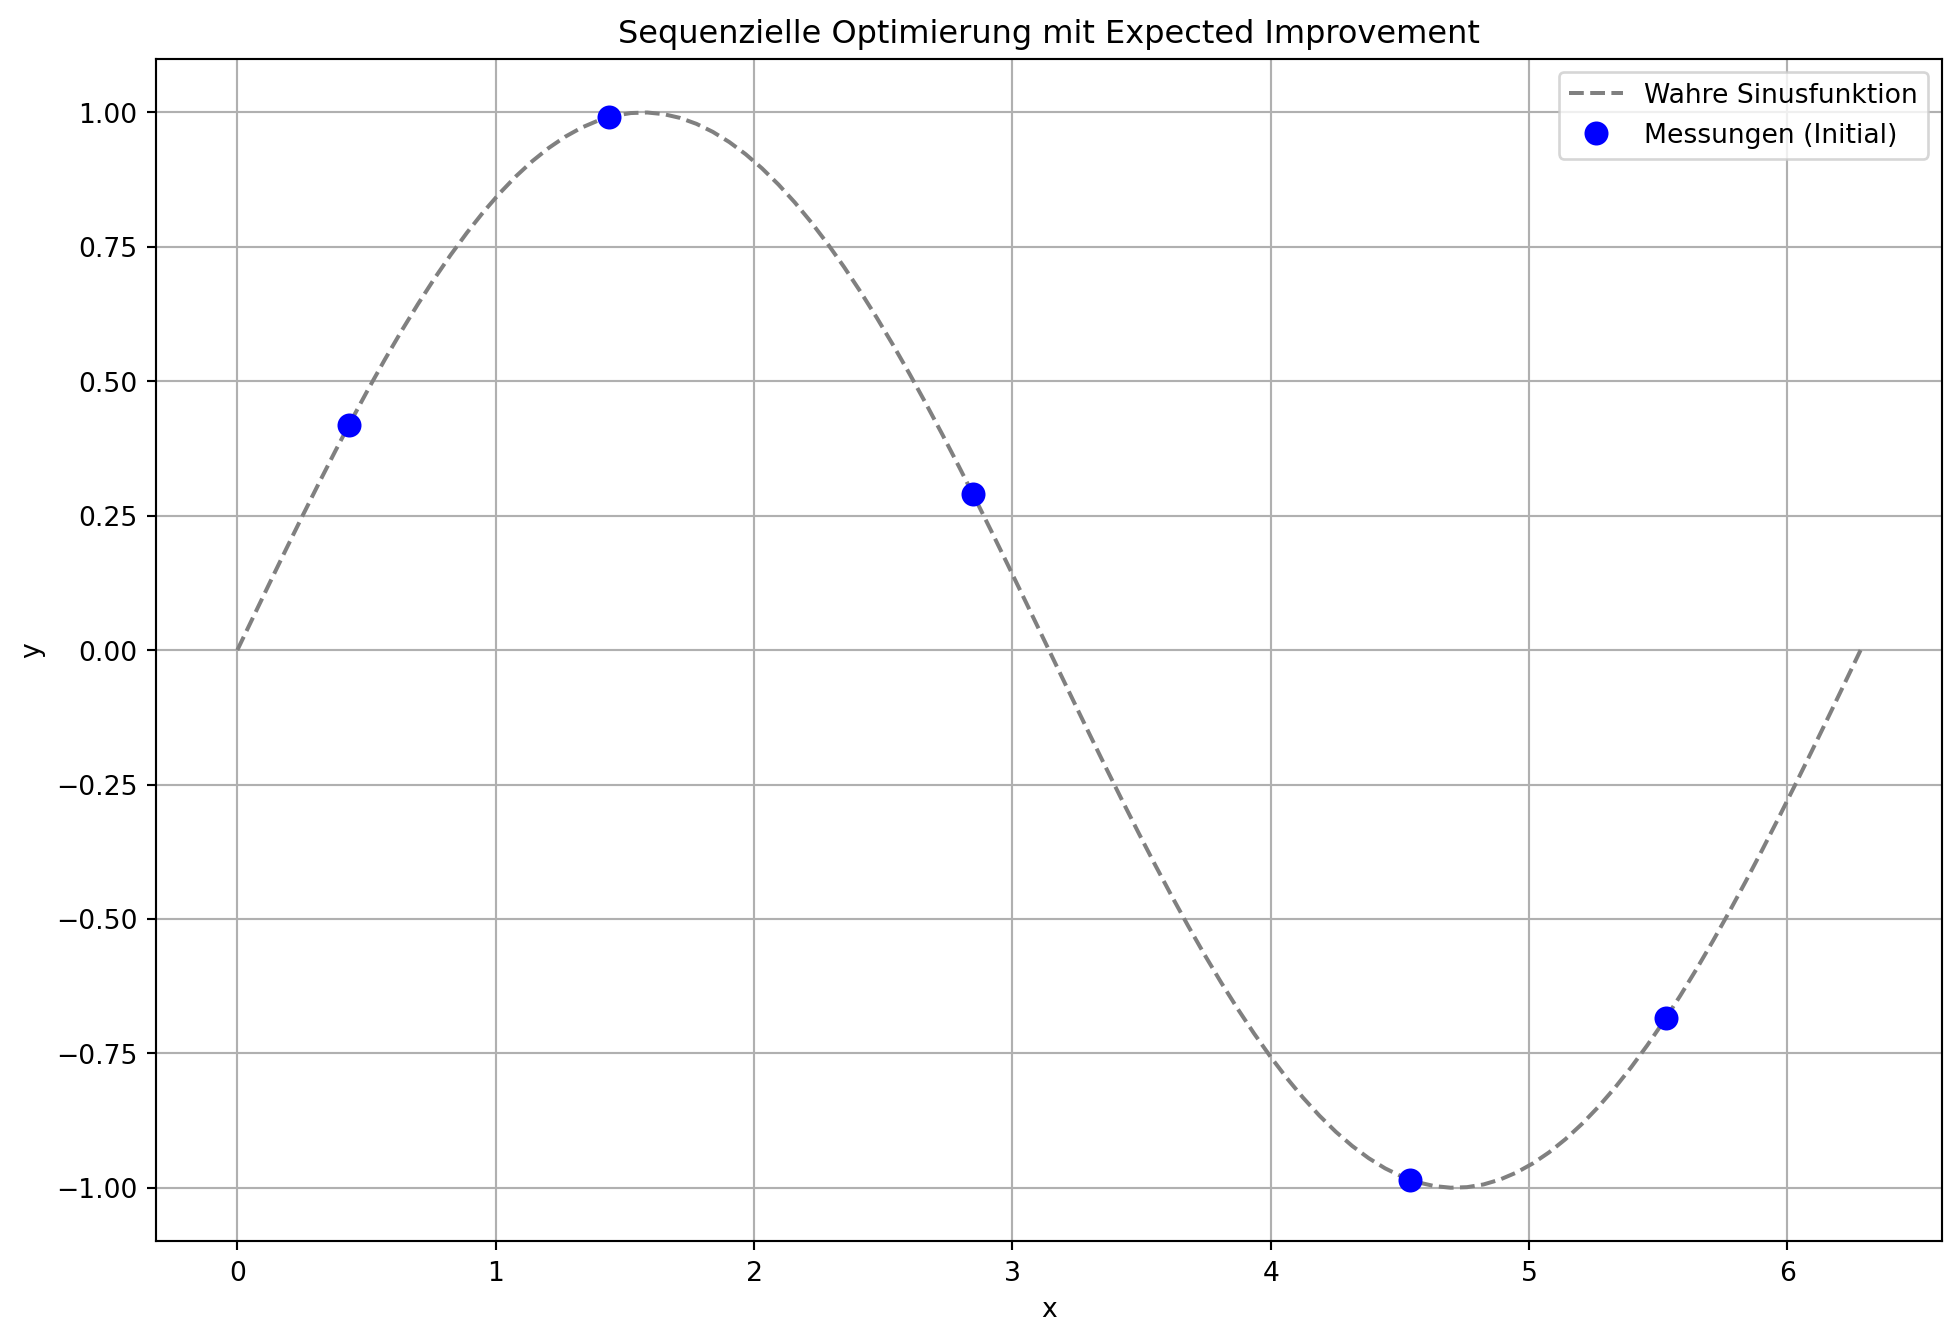 Sequenzielle Optimierung mit Expected Improvement
Wahre Sinusfunktion
Messungen (Initial)
1.00
0.75
0.50
0.25
0.00
−0.25
−0.50
−0.75
−1.00
y
0 1 2 3 4 5 6
x